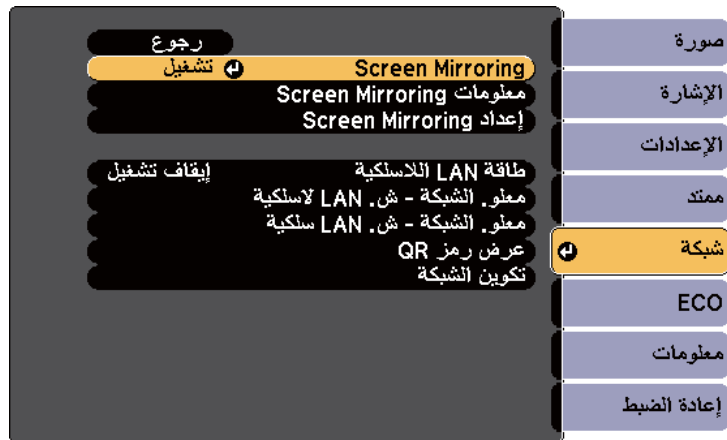 صورة
الإشارة
الإعدادات
ممتد
شبكة
ECO
معلومات
إعادة الضبط
رجوع
Screen Mirroring تشغيل
معلومات Screen Mirroring
إعداد Screen Mirroring
طاقة LAN اللاسلكية إيقاف تشغيل
معلو. الشبكة - ش. LAN لاسلكية
معلو. الشبكة - ش. LAN سلكية
عرض رمز QR
تكوين الشبكة